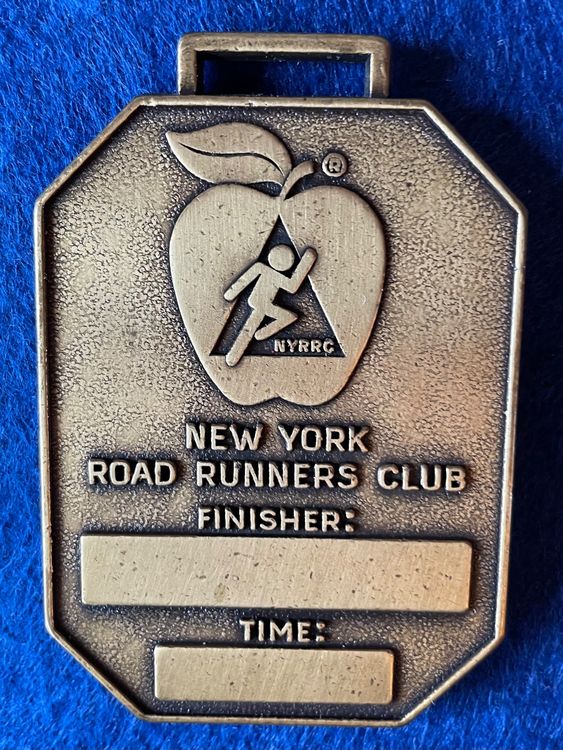 ®
NYRRC
NEW YORK
ROAD RUNNERS CLUB
FINISHER:
TIME: